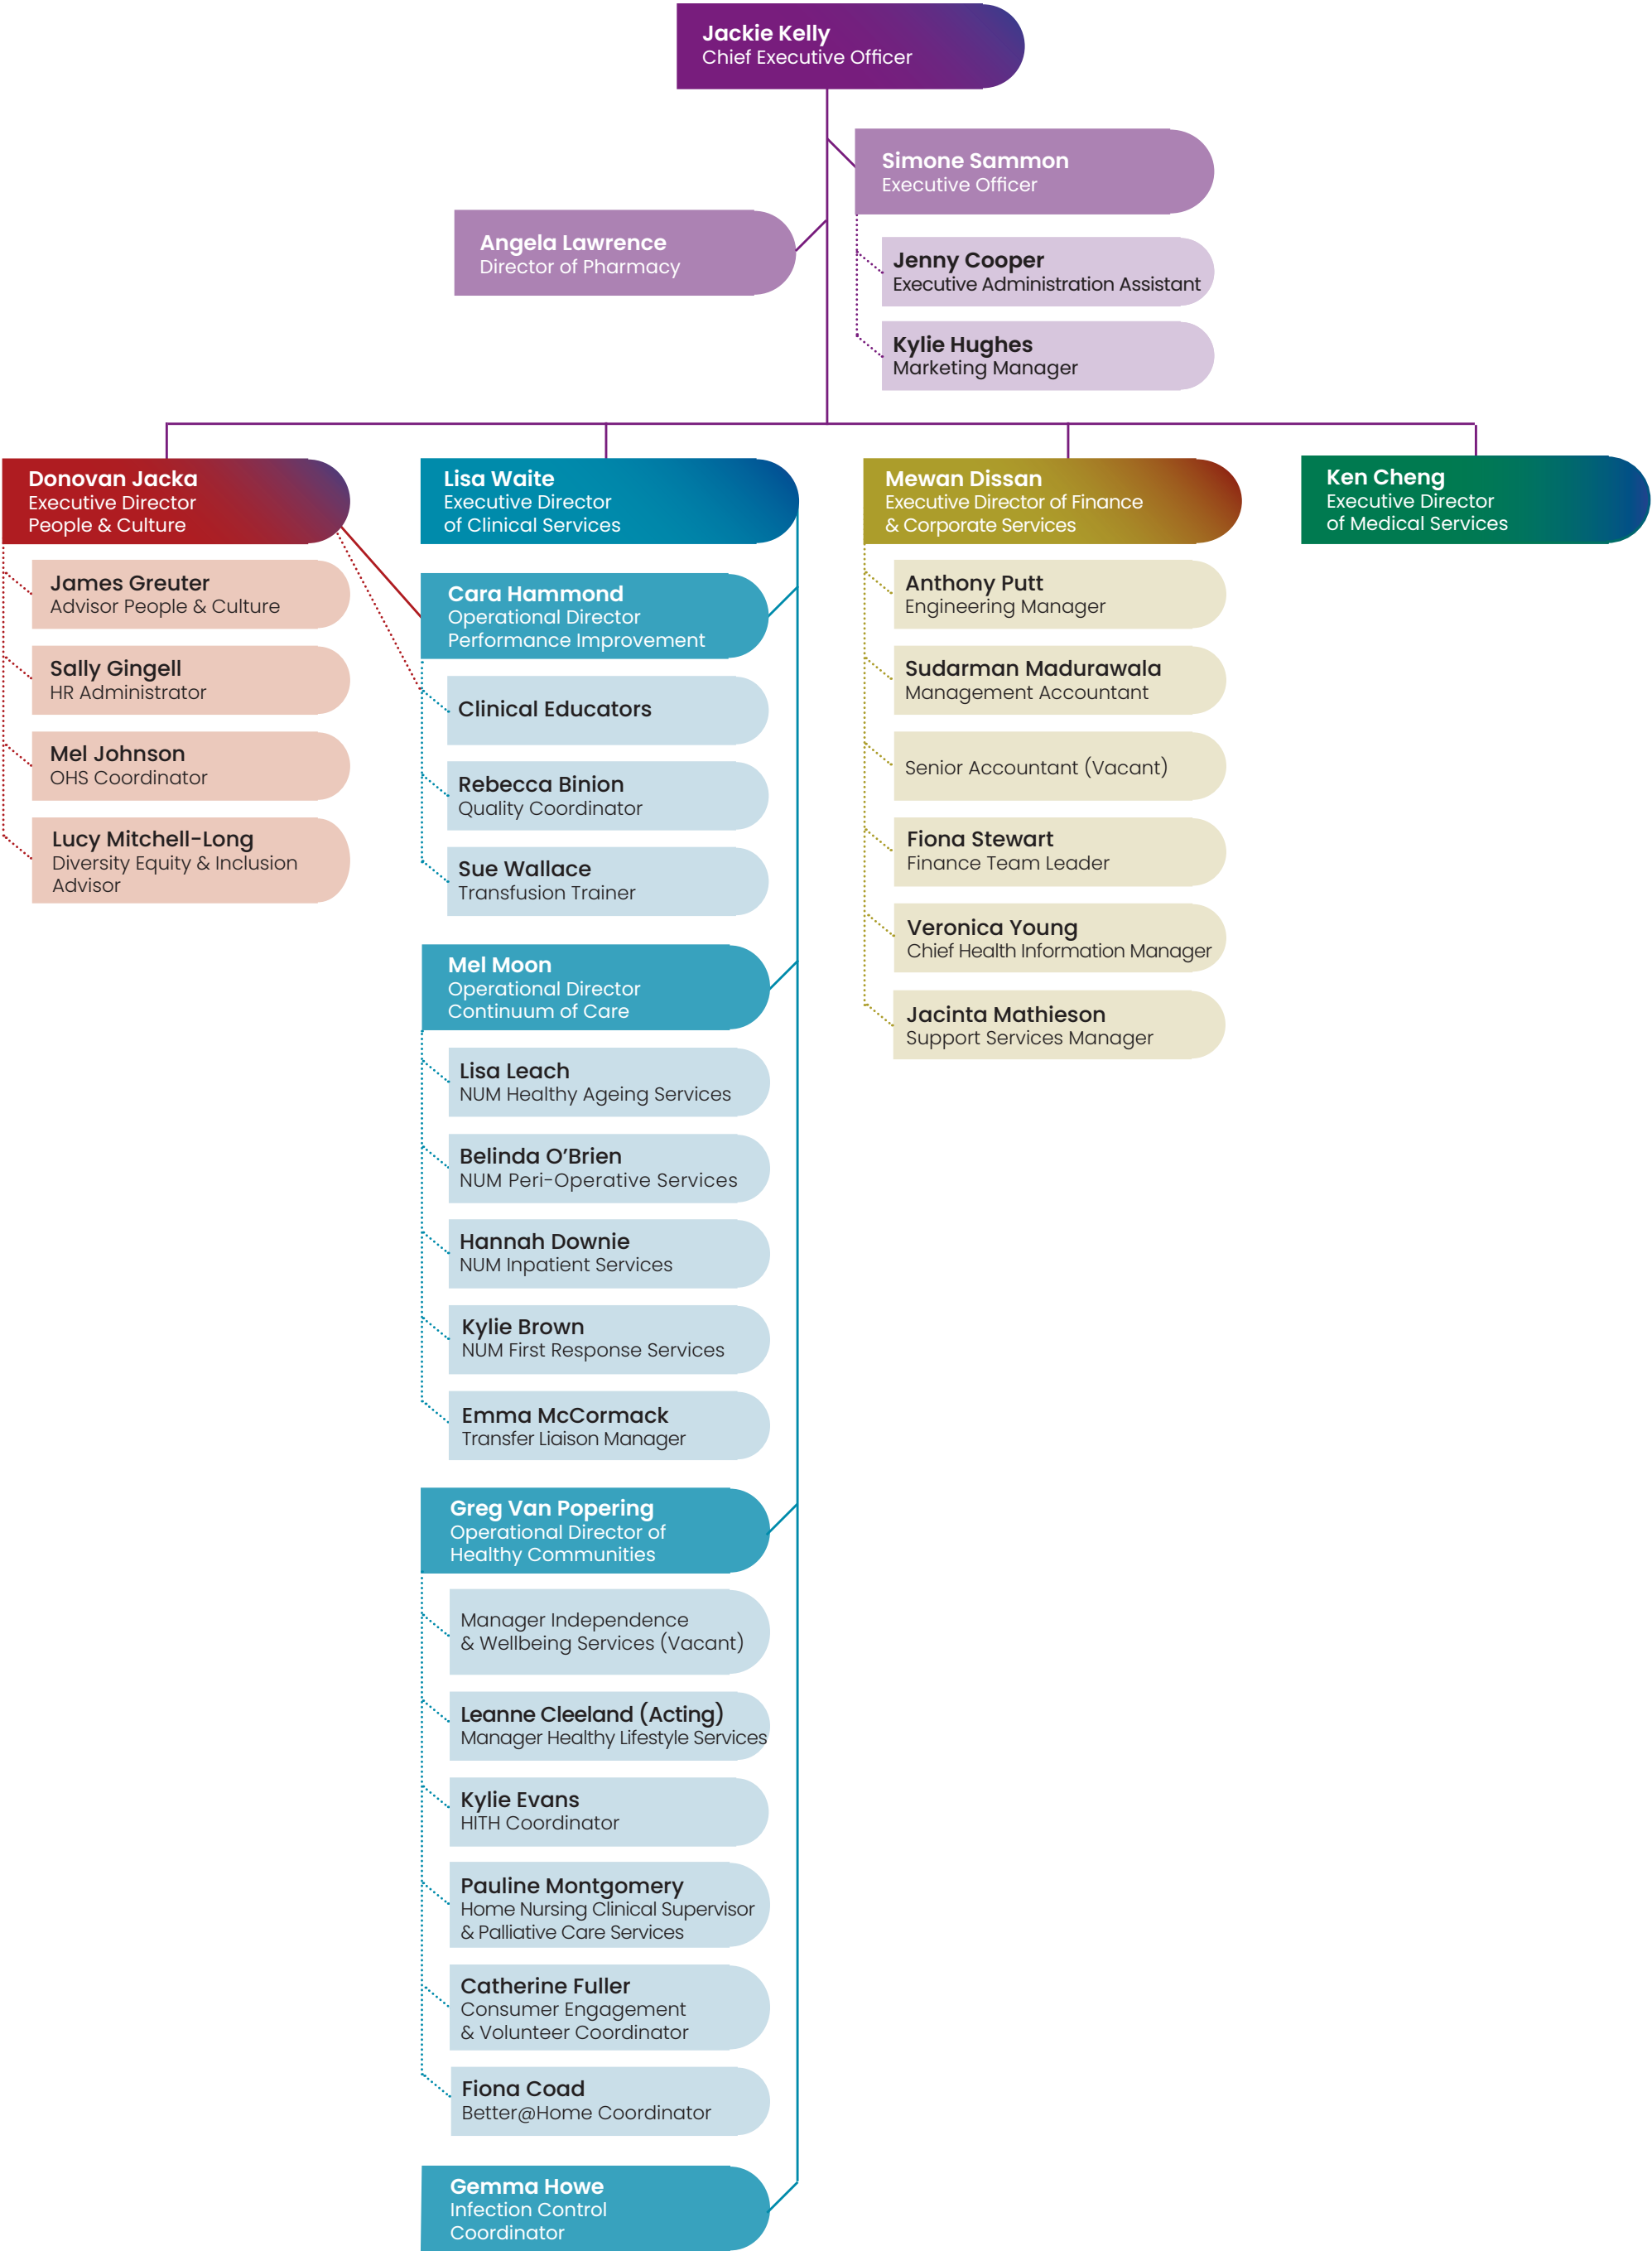 Jackie Kelly
Chief Executive Officer
Simone Sammon
Executive Officer
Angela Lawrence
Director of Pharmacy
Jenny Cooper
Executive Administration Assistant
Kylie Hughes
Marketing Manager
Donovan Jacka
Executive Director
People & Culture
James Greuter
Advisor People & Culture
Sally Gingell
HR Administrator
Mel Johnson
OHS Coordinator
Lucy Mitchell-Long
Diversity Equity & Inclusion
Advisor
Lisa Waite
Executive Director
of Clinical Services
Cara Hammond
Operational Director
Performance Improvement
Clinical Educators
Rebecca Binion
Quality Coordinator
Sue Wallace
Transfusion Trainer
Mel Moon
Operational Director
Continuum of Care
Lisa Leach
NUM Healthy Ageing Services
Belinda O’Brien
NUM Peri-Operative Services
Hannah Downie
NUM Inpatient Services
Kylie Brown
NUM First Response Services
Emma McCormack
Transfer Liaison Manager
Greg Van Popering
Operational Director of
Healthy Communities
Manager Independence
& Wellbeing Services (Vacant)
Leanne Cleeland (Acting)
Manager Healthy Lifestyle Services
Kylie Evans
HITH Coordinator
Pauline Montgomery
Home Nursing Clinical Supervisor
& Palliative Care Services
Catherine Fuller
Consumer Engagement
& Volunteer Coordinator
Fiona Coad
Better@Home Coordinator
Gemma Howe
Infection Control
Coordinator
Mewan Dissan
Executive Director of Finance
& Corporate Services
Anthony Putt
Engineering Manager
Sudarman Madurawala
Management Accountant
Senior Accountant (Vacant)
Fiona Stewart
Finance Team Leader
Veronica Young
Chief Health Information Manager
Jacinta Mathieson
Support Services Manager
Ken Cheng
Executive Director
of Medical Services